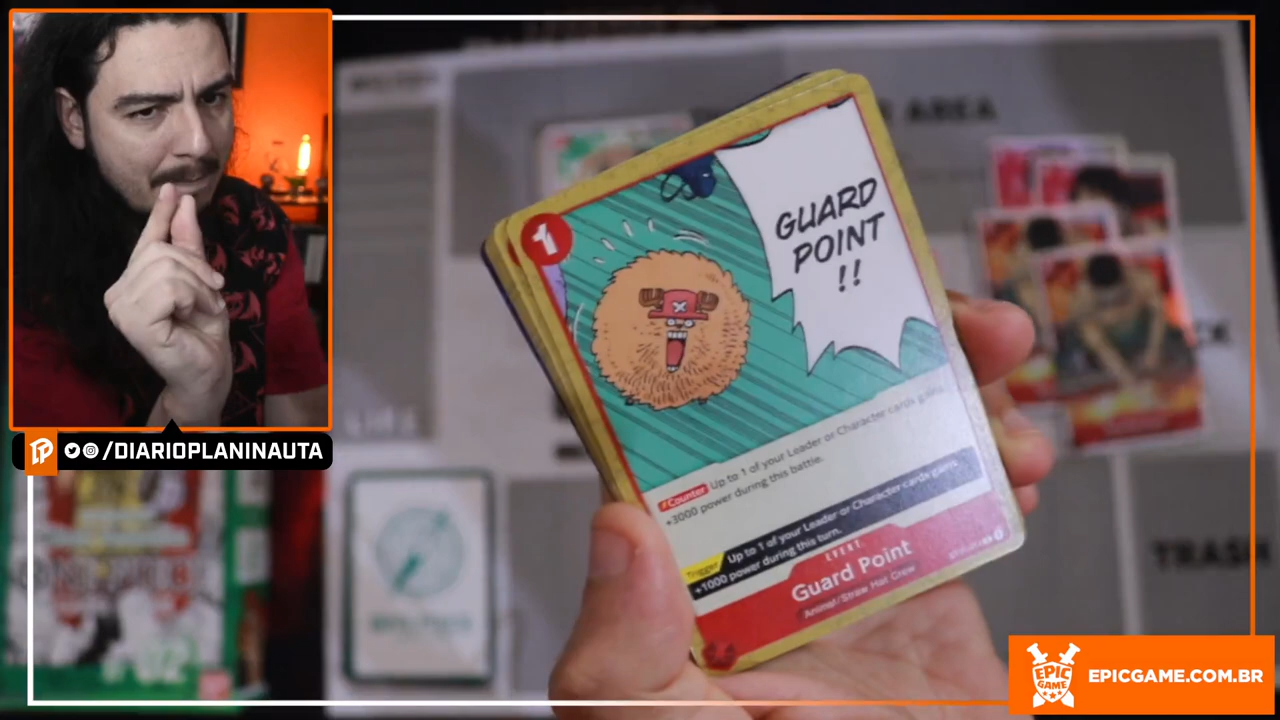 AREA
GUARD
POINT
!!
1
LIFE
/DIARIOPLANINAUTA
Counter Up to 1 of your Leader or Character cards gains
+3000 power during this battle.
Trigger Up to 1 of your Leader or Character cards gains
+1000 power during this turn.
EVENT
Guard Point
Animal/Straw Hat Crew
TRASH
EPIC
GAME
EPICGAME.COM.BR